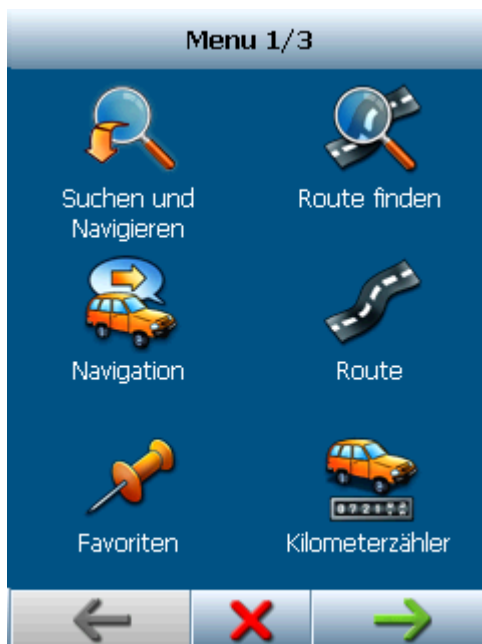 Menu 1/3
Suchen und
Navigieren
Route finden
Navigation
Route
Favoriten
Kilometerzähler